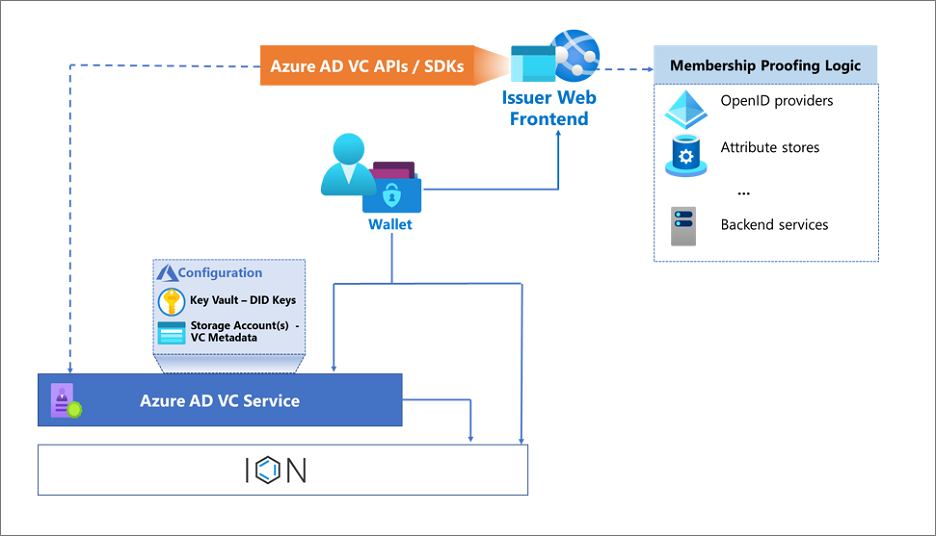 Azure AD VC APIs / SDKs
Issuer Web
Frontend
Membership Proofing Logic
OpenID providers
Attribute stores
...
Backend services
Wallet
Configuration
Key Vault – DID Keys
Storage Account(s) -
VC Metadata
Azure AD VC Service
ION